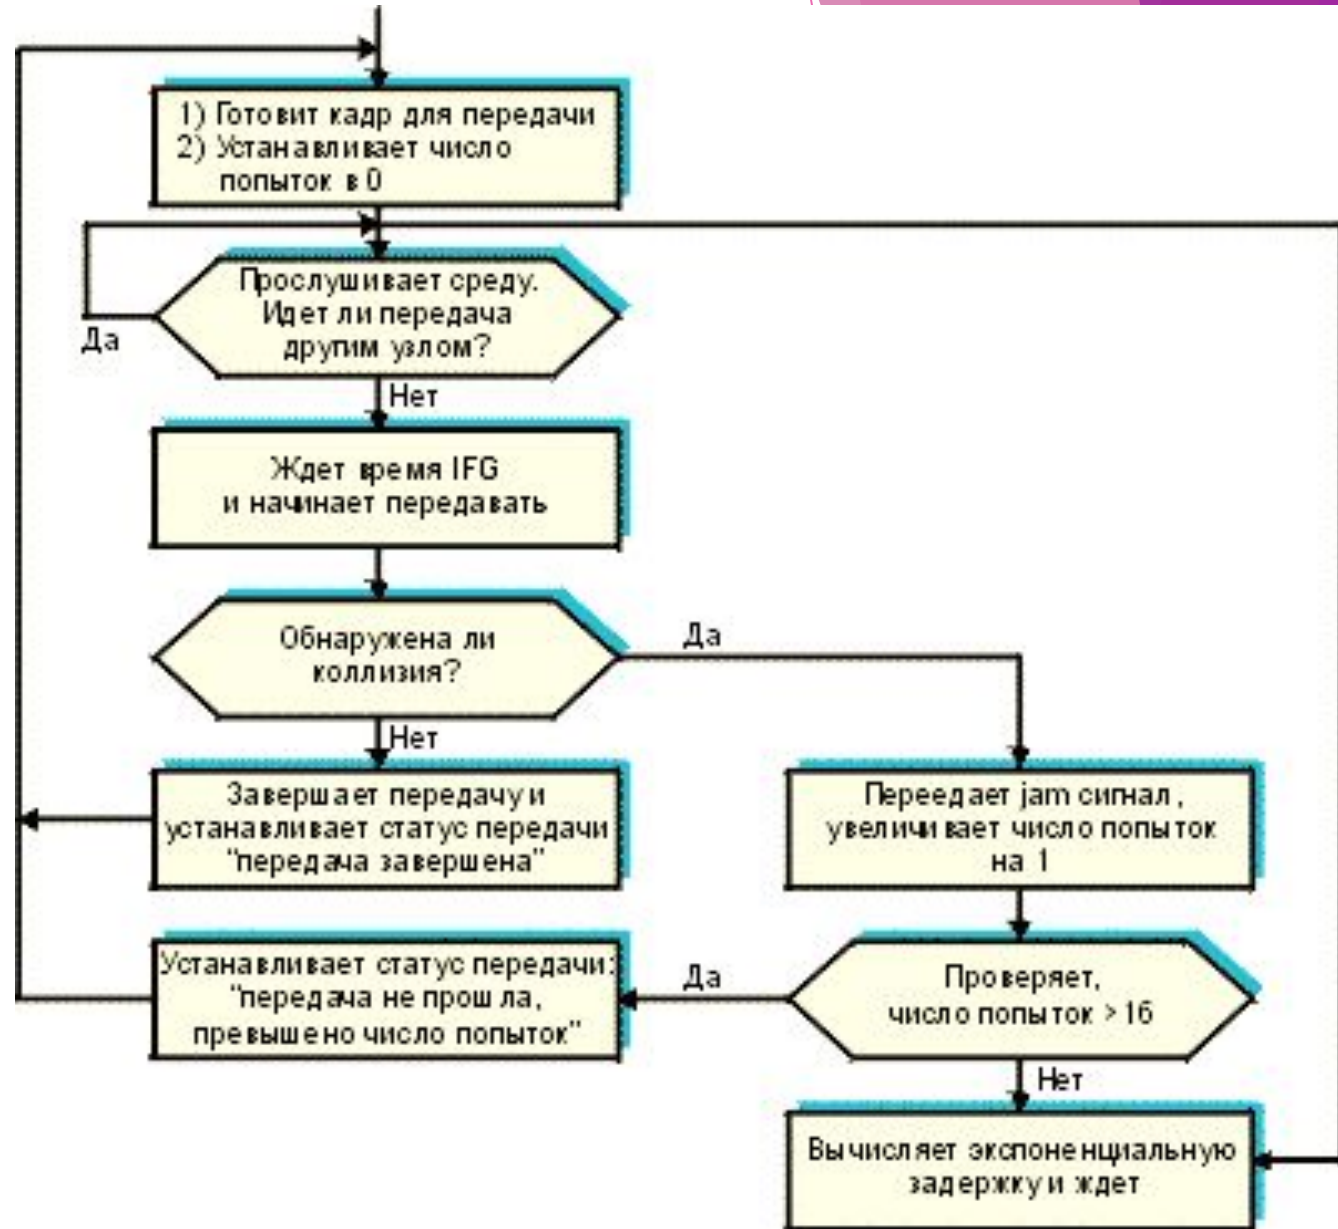 1) Готовит кадр для передачи
2) Устанавливает число
попыток в 0
Прослушивает среду.
Идет ли передача
другим узлом?
Да
Нет
Ждет время IFG
и начинает передавать
Обнаружена ли
коллизия?
Да
Нет
Завершает передачу и
устанавливает статус передачи
"передача завершена"
Переедает jam сигнал,
увеличивает число попыток
на 1
Устанавливает статус передачи:
"передача не прошла,
превышено число попыток"
Да
Проверяет,
число попыток > 16
Нет
Вычисляет экспоненциальную
задержку и ждет